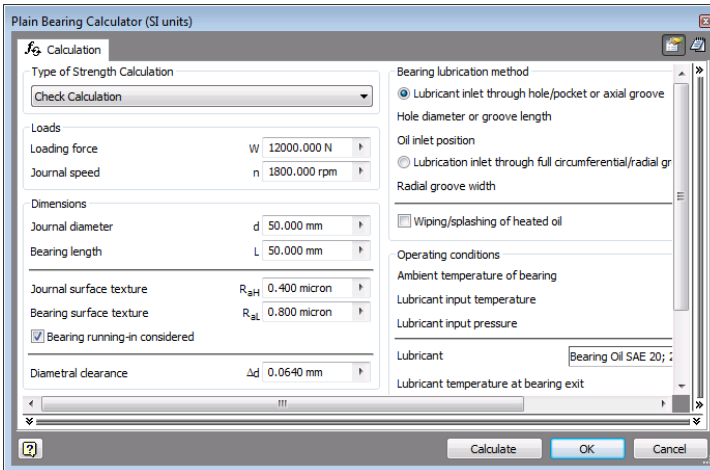 Plain Bearing Calculator (SI units)
Calculation
Type of Strength Calculation
Check Calculation
Loads
Loading force W 12000.000 N
Journal speed n 1800.000 rpm
Dimensions
Journal diameter d 50.000 mm
Bearing length L 50.000 mm
Journal surface texture RaH 0.400 micron
Bearing surface texture RaL 0.800 micron
Bearing running-in considered
Diametral clearance Δd 0.0640 mm
Bearing lubrication method
Lubricant inlet through hole/pocket or axial groove
Hole diameter or groove length
Oil inlet position
Lubrication inlet through full circumferential/radial gr
Radial groove width
Wiping/splashing of heated oil
Operating conditions
Ambient temperature of bearing
Lubricant input temperature
Lubricant input pressure
Lubricant Bearing Oil SAE 20; 2
Lubricant temperature at bearing exit
Calculate OK Cancel